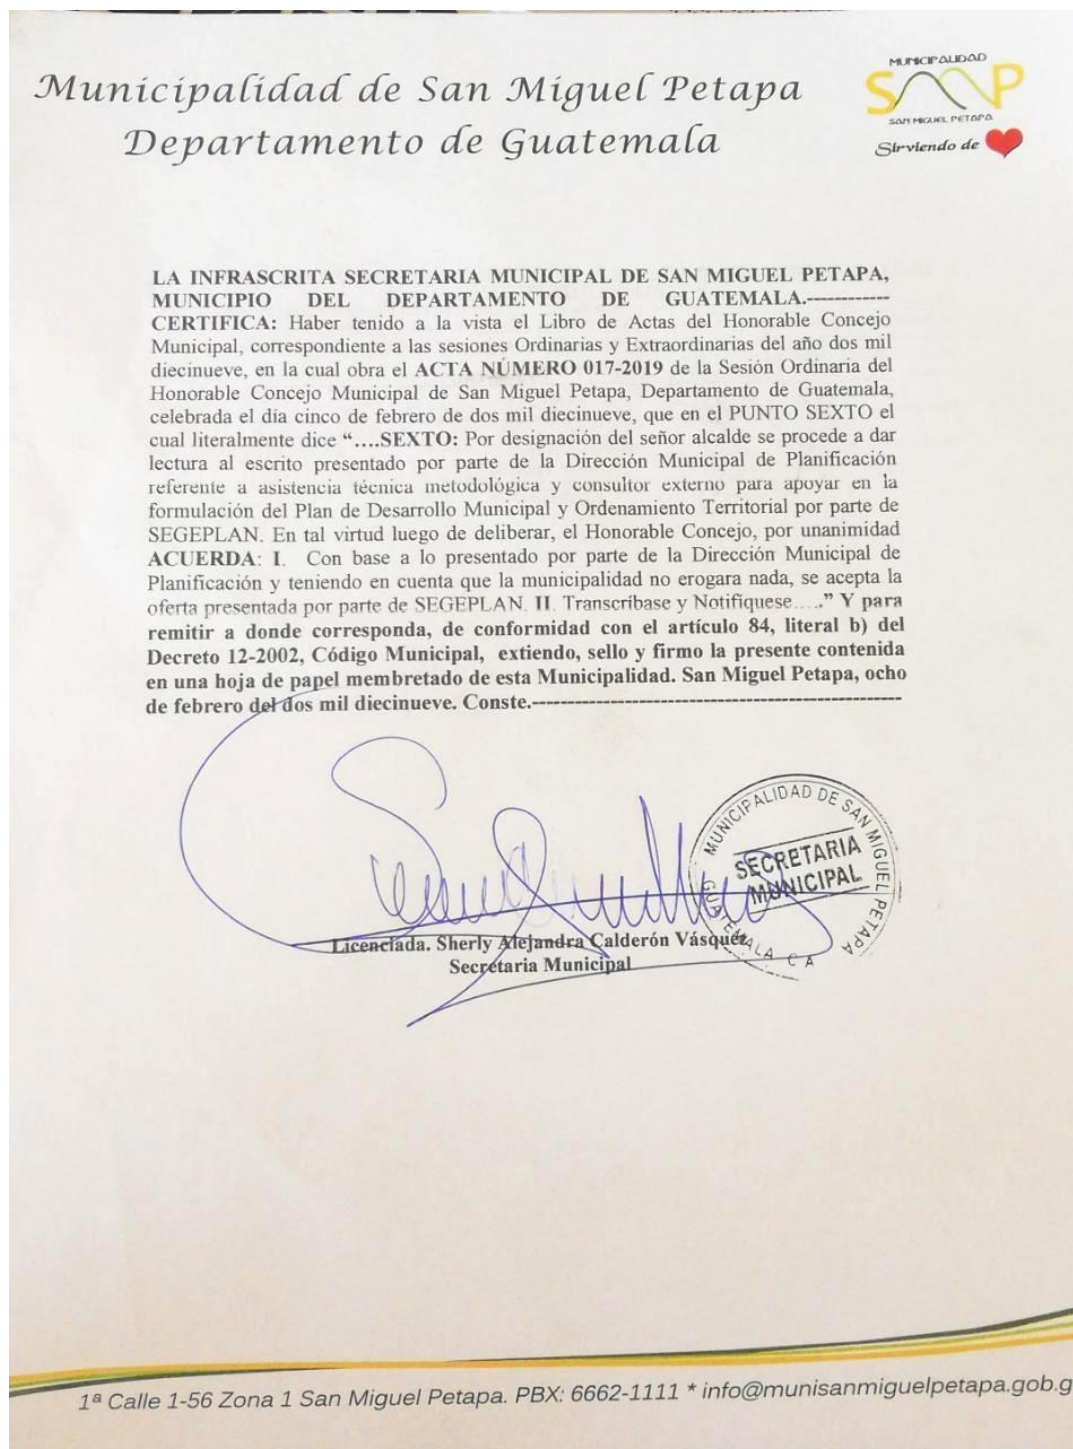 Municipalidad de San Miguel Petapa
Departamento de Guatemala
MUNICIPALIDAD
SMP
SAN MIGUEL PETAPA
Sirviendo de
LA INFRASCRITA SECRETARIA MUNICIPAL DE SAN MIGUEL PETAPA,
MUNICIPIO DEL DEPARTAMENTO DE GUATEMALA.------------
CERTIFICA: Haber tenido a la vista el Libro de Actas del Honorable Concejo
Municipal, correspondiente a las sesiones Ordinarias y Extraordinarias del año dos mil
diecinueve, en la cual obra el ACTA NÚMERO 017-2019 de la Sesión Ordinaria del
Honorable Concejo Municipal de San Miguel Petapa, Departamento de Guatemala,
celebrada el día cinco de febrero de dos mil diecinueve, que en el PUNTO SEXTO el
cual literalmente dice “....SEXTO: Por designación del señor alcalde se procede a dar
lectura al escrito presentado por parte de la Dirección Municipal de Planificación
referente a asistencia técnica metodológica y consultor externo para apoyar en la
formulación del Plan de Desarrollo Municipal y Ordenamiento Territorial por parte de
SEGEPLAN. En tal virtud luego de deliberar, el Honorable Concejo, por unanimidad
ACUERDA: I. Con base a lo presentado por parte de la Dirección Municipal de
Planificación y teniendo en cuenta que la municipalidad no erogara nada, se acepta la
oferta presentada por parte de SEGEPLAN. II. Transcríbase y Notifíquese.....” Y para
remitir a donde corresponda, de conformidad con el artículo 84, literal b) del
Decreto 12-2002, Código Municipal, extiendo, sello y firmo la presente contenida
en una hoja de papel membretado de esta Municipalidad. San Miguel Petapa, ocho
de febrero del dos mil diecinueve. Conste.--------------------------------------------------
MUNICIPALIDAD DE SAN MIGUEL PETAPA
SECRETARIA
MUNICIPAL
GUATEMALA C A
Licenciada. Sherly Alejandra Calderón Vásquez
Secretaria Municipal
1ª Calle 1-56 Zona 1 San Miguel Petapa. PBX: 6662-1111 * info@munisanmiguelpetapa.gob.g